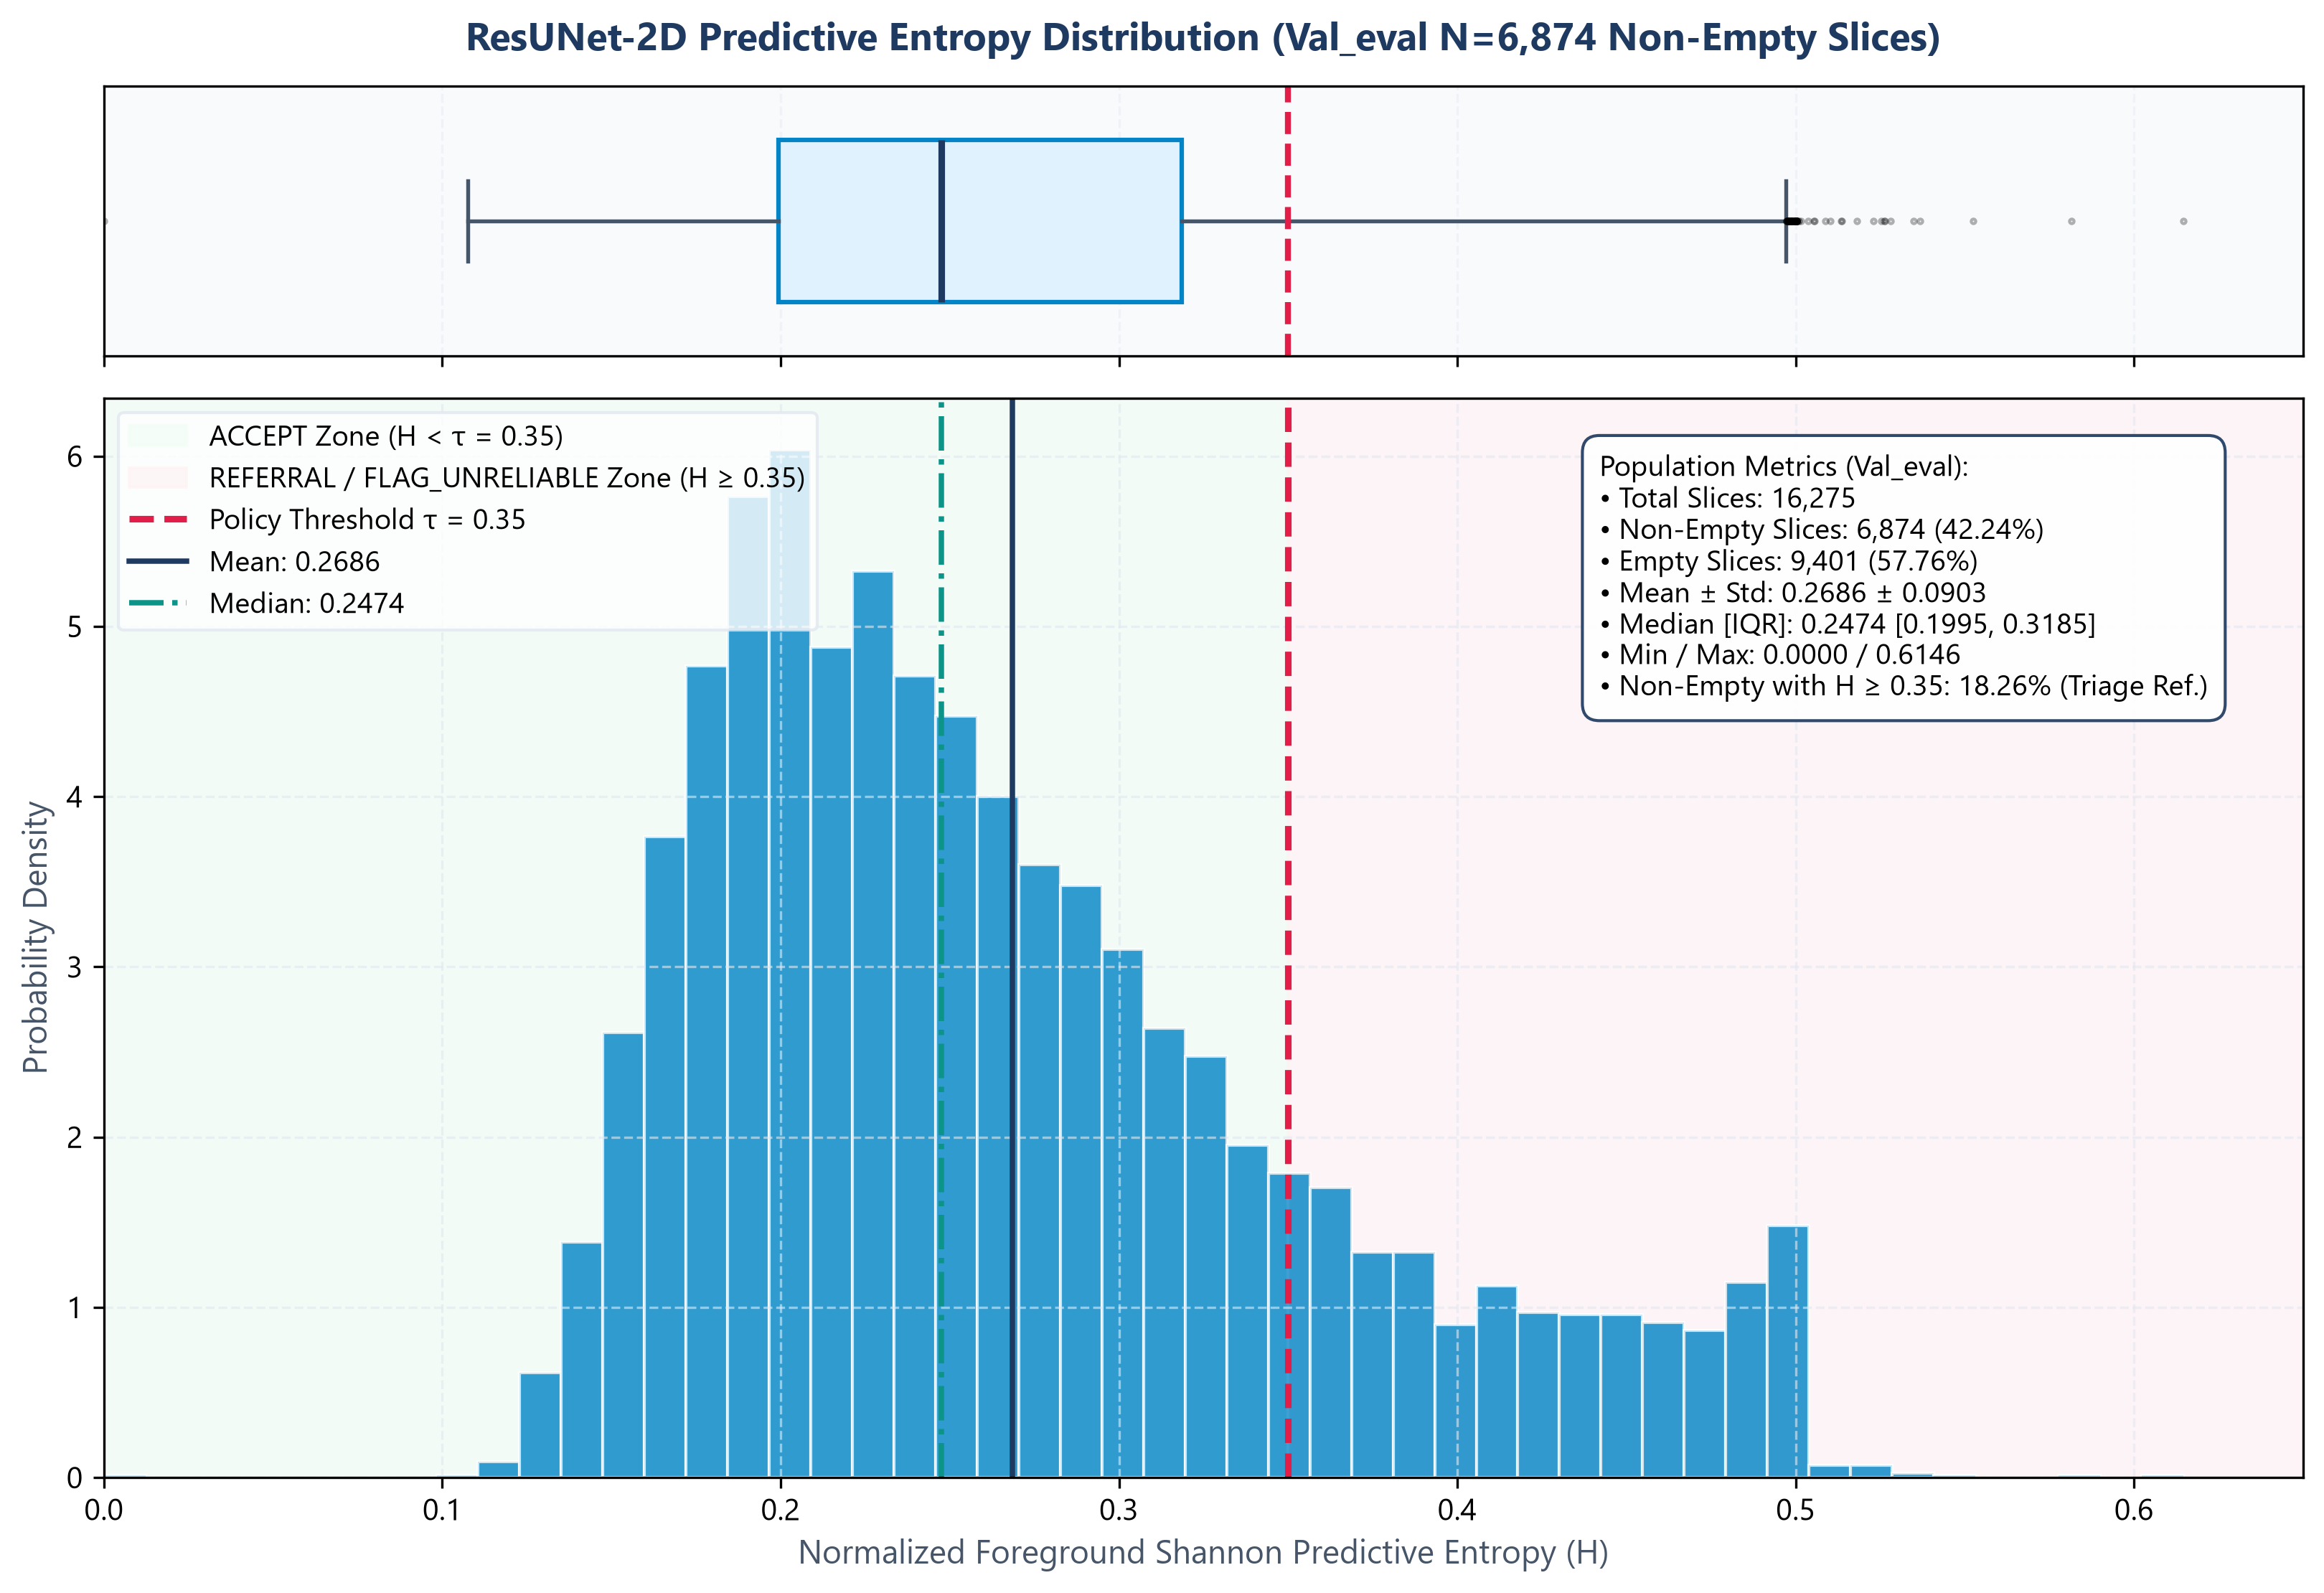 ResUNet-2D Predictive Entropy Distribution (Val_eval N=6,874 Non-Empty Slices)
ACCEPT Zone (H < τ = 0.35)
REFERRAL / FLAG_UNRELIABLE Zone (H ≥ 0.35)
Policy Threshold τ = 0.35
Mean: 0.2686
Median: 0.2474
Population Metrics (Val_eval):
• Total Slices: 16,275
• Non-Empty Slices: 6,874 (42.24%)
• Empty Slices: 9,401 (57.76%)
• Mean ± Std: 0.2686 ± 0.0903
• Median [IQR]: 0.2474 [0.1995, 0.3185]
• Min / Max: 0.0000 / 0.6146
• Non-Empty with H ≥ 0.35: 18.26% (Triage Ref.)
Probability Density
6
5
4
3
2
1
0
0.0 0.1 0.2 0.3 0.4 0.5 0.6
Normalized Foreground Shannon Predictive Entropy (H)